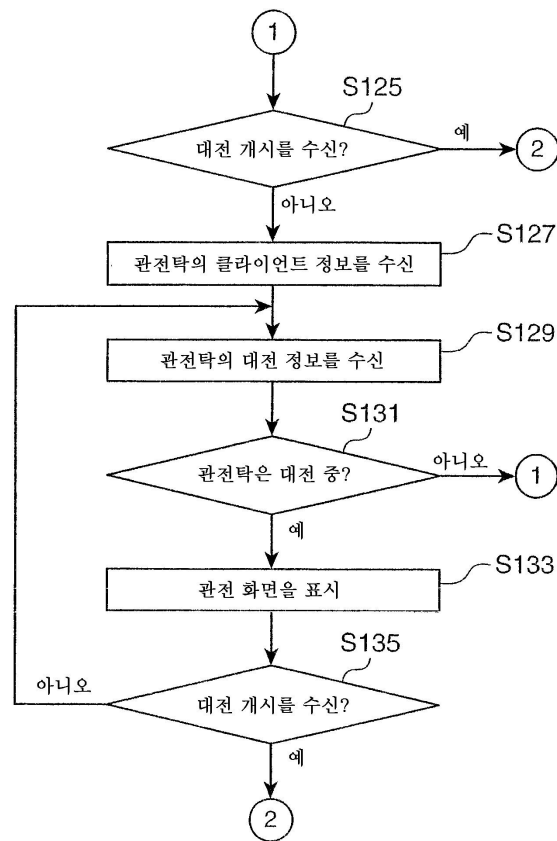 1
S125
대전 개시를 수신?
예
2
아니오
S127
관전탁의 클라이언트 정보를 수신
S129
관전탁의 대전 정보를 수신
S131
관전탁은 대전 중?
아니오
1
예
S133
관전 화면을 표시
S135
아니오
대전 개시를 수신?
예
2